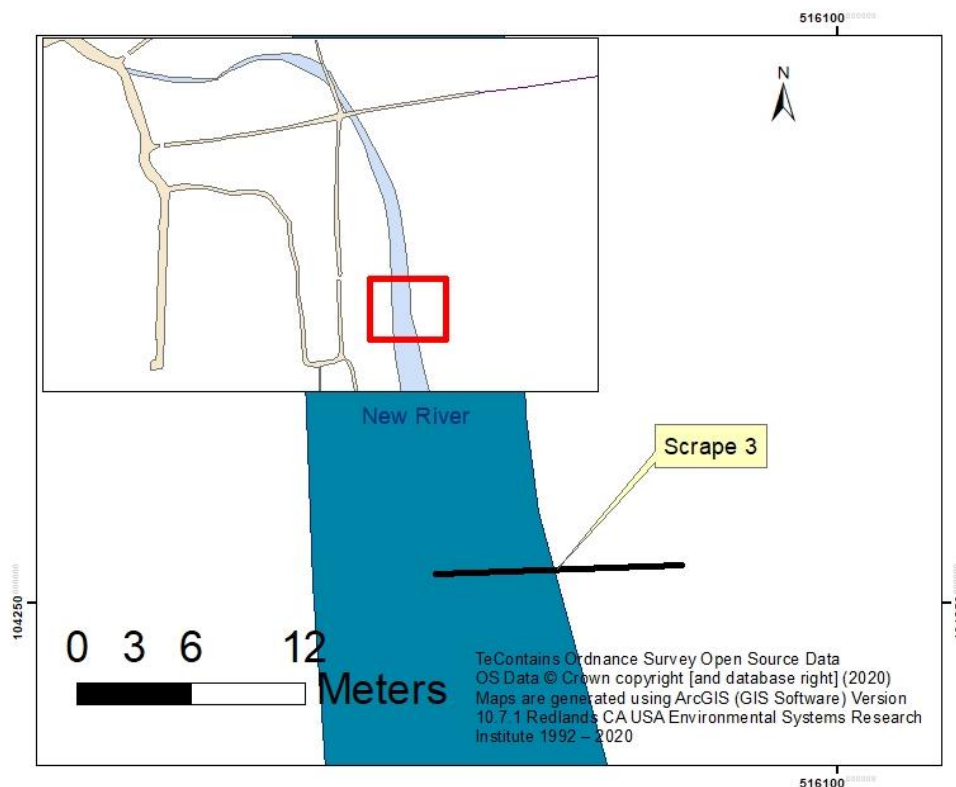 516100
N
New River
Scrape 3
104250
0 3 6 12
Meters
TeContains Ordnance Survey Open Source Data
OS Data © Crown copyright [and database right] (2020)
Maps are generated using ArcGIS (GIS Software) Version
10.7.1 Redlands CA USA Environmental Systems Research
Institute 1992 – 2020
516100